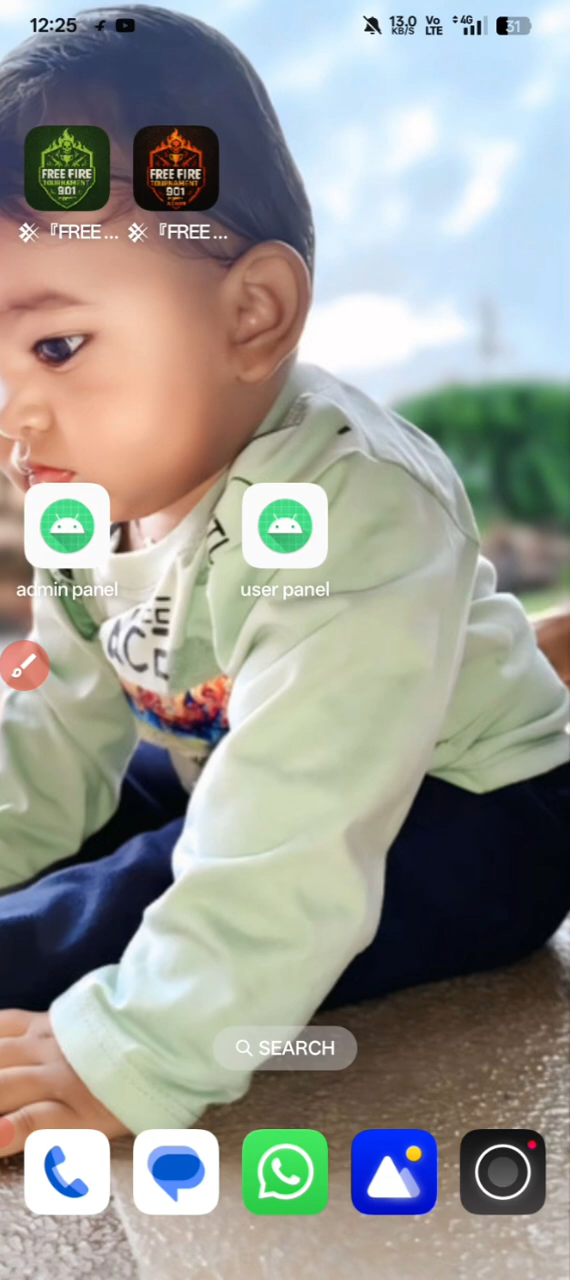 12:25
13.0
KB/S
Vo
LTE
4G
31
FREE FIRE
TOURNAMENT
901
FREE FIRE
TOURNAMENT
901
『FREE...
『FREE...
admin panel
user panel
SEARCH